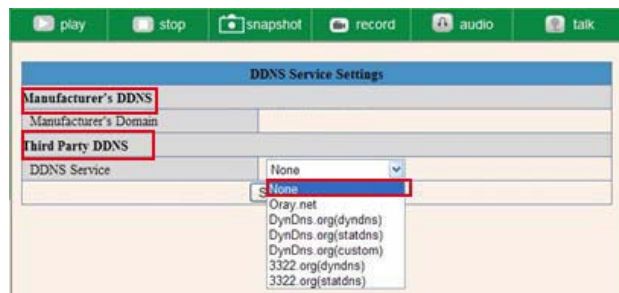 play stop snapshot record audio talk
DDNS Service Settings
Manufacturer's DDNS
Manufacturer's Domain
Third Party DDNS
DDNS Service None
S
None
Oray.net
DynDns.org(dyndns)
DynDns.org(statdns)
DynDns.org(custom)
3322.org(dyndns)
3322.org(statdns)